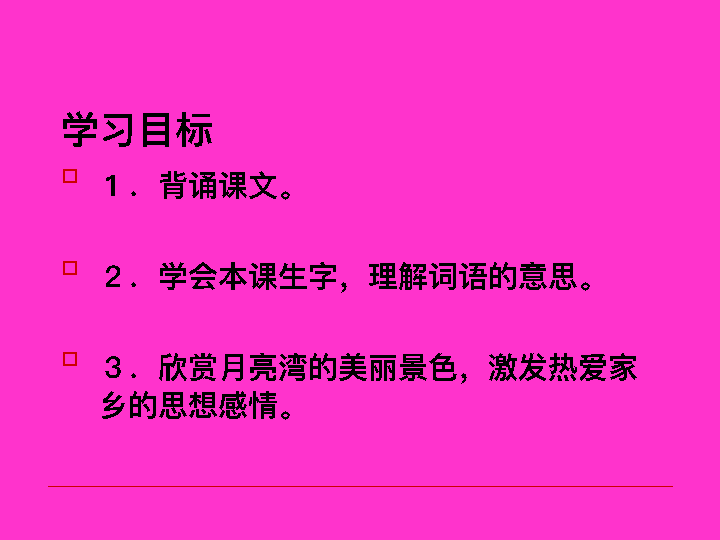 学习目标
１．背诵课文。
２．学会本课生字，理解词语的意思。
３．欣赏月亮湾的美丽景色，激发热爱家
乡的思想感情。